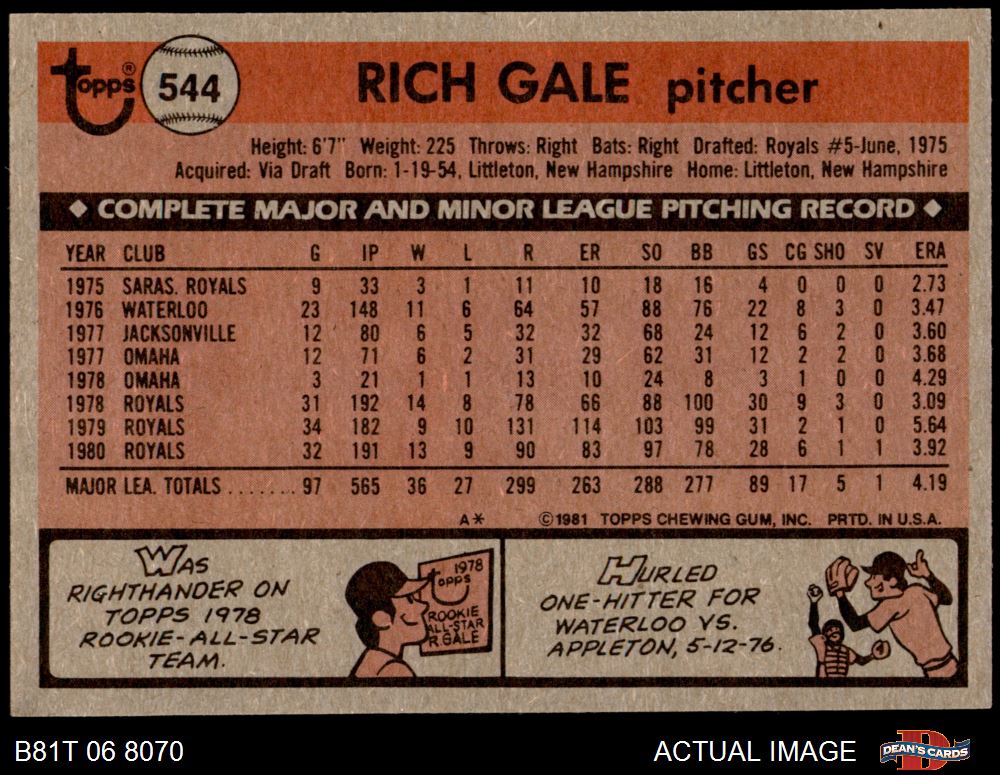 Topps®
544
RICH GALE pitcher
Height: 6'7" Weight: 225 Throws: Right Bats: Right Drafted: Royals #5-June, 1975
Acquired: Via Draft Born: 1-19-54, Littleton, New Hampshire Home: Littleton, New Hampshire
◆ COMPLETE MAJOR AND MINOR LEAGUE PITCHING RECORD ◆
YEAR CLUB G IP W L R ER SO BB GS CG SHO SV ERA
1975 SARAS. ROYALS 9 33 3 1 11 10 18 16 4 0 0 0 2.73
1976 WATERLOO 23 148 11 6 64 57 88 76 22 8 3 0 3.47
1977 JACKSONVILLE 12 80 6 5 32 32 68 24 12 6 2 0 3.60
1977 OMAHA 12 71 6 2 31 29 62 31 12 2 2 0 3.68
1978 OMAHA 3 21 1 1 13 10 24 8 3 1 0 0 4.29
1978 ROYALS 31 192 14 8 78 66 88 100 30 9 3 0 3.09
1979 ROYALS 34 182 9 10 131 114 103 99 31 2 1 0 5.64
1980 ROYALS 32 191 13 9 90 83 97 78 28 6 1 1 3.92
MAJOR LEA. TOTALS ....... 97 565 36 27 299 263 288 277 89 17 5 1 4.19
A* ©1981 TOPPS CHEWING GUM, INC. PRTD. IN U.S.A.
WAS
RIGHTHANDER ON
TOPPS 1978
ROOKIE-ALL-STAR
TEAM.
1978
Topps
ROOKIE
ALL-STAR
R. GALE
HURLED
ONE-HITTER FOR
WATERLOO VS.
APPLETON, 5-12-76.
B81T 06 8070
ACTUAL IMAGE
DEAN'S CARDS